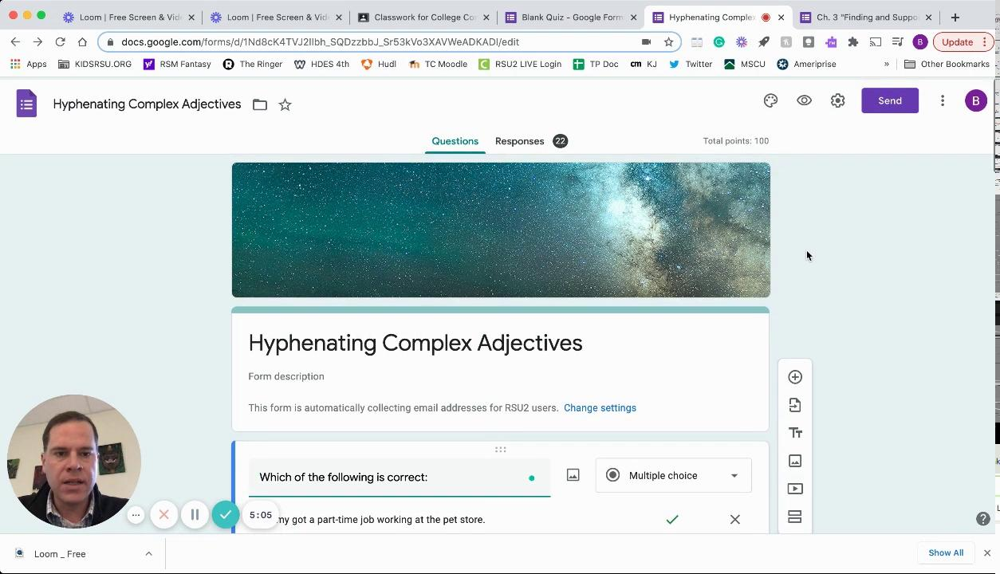 Loom | Free Screen & Vid
Loom | Free Screen & Vid
Classwork for College Co
Blank Quiz - Google Form
Hyphenating Complex
Ch. 3 "Finding and Suppo
docs.google.com/forms/d/1Nd8cK4TVJ2IIbh_SQDzzbbJ_Sr53kVo3XAVWeADKADI/edit
B
Update
Apps
KIDSRSU.ORG
RSM Fantasy
The Ringer
HDES 4th
Hudl
TC Moodle
RSU2 LIVE Login
TP Doc
cm KJ
Twitter
MSCU
Ameriprise
»
Other Bookmarks
Hyphenating Complex Adjectives
Send
B
Questions
Responses 22
Total points: 100
Hyphenating Complex Adjectives
Form description
This form is automatically collecting email addresses for RSU2 users. Change settings
Which of the following is correct:
Multiple choice
my got a part-time job working at the pet store.
Tt
5:05
Loom _ Free
Show All